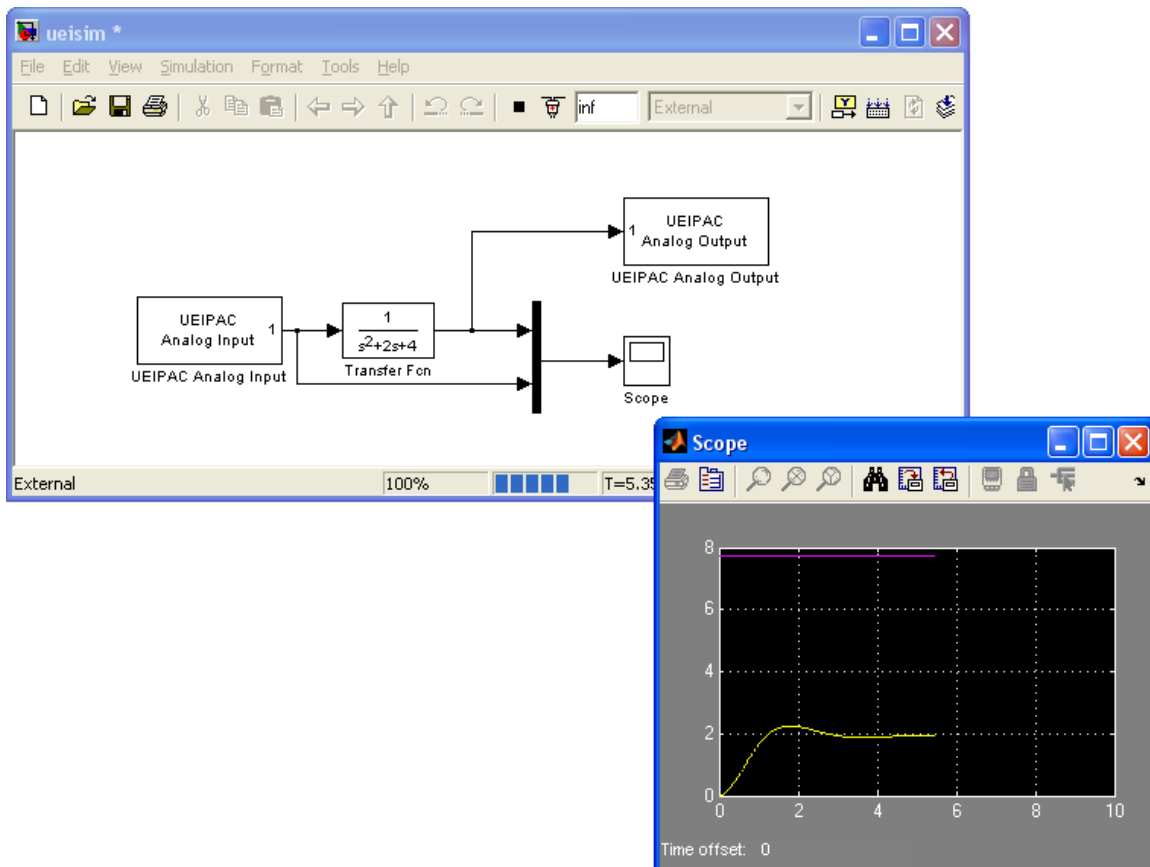 ueisim *
File Edit View Simulation Format Tools Help
inf External
UEIPAC
Analog Output
1
UEIPAC Analog Output
UEIPAC
Analog Input
1
UEIPAC Analog Input
1
s²+2s+4
Transfer Fcn
Scope
External 100% T=5.35
Scope
8
6
4
2
0
0 2 4 6 8 10
Time offset: 0